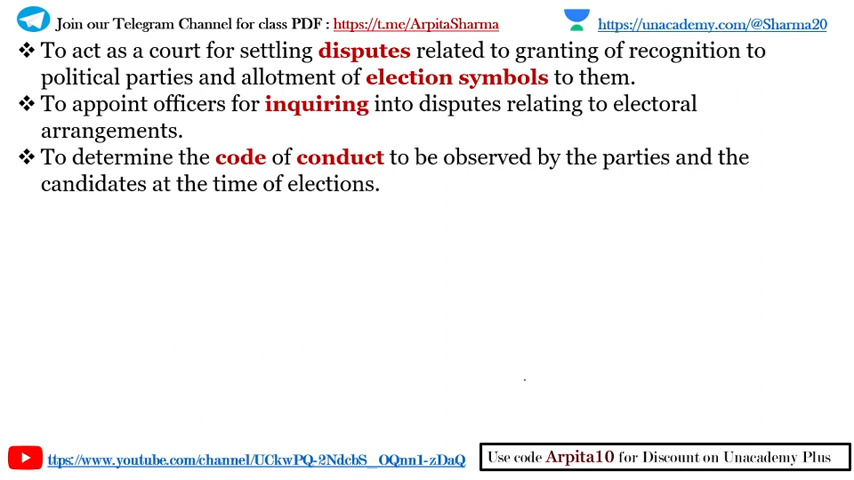 Join our Telegram Channel for class PDF : https://t.me/ArpitaSharma
https://unacademy.com/@Sharma20
❖ To act as a court for settling disputes related to granting of recognition to
political parties and allotment of election symbols to them.
❖ To appoint officers for inquiring into disputes relating to electoral
arrangements.
❖ To determine the code of conduct to be observed by the parties and the
candidates at the time of elections.
ttps://www.youtube.com/channel/UCkwPQ-2NdcbS_OQnn1-zDaQ
Use code Arpita10 for Discount on Unacademy Plus